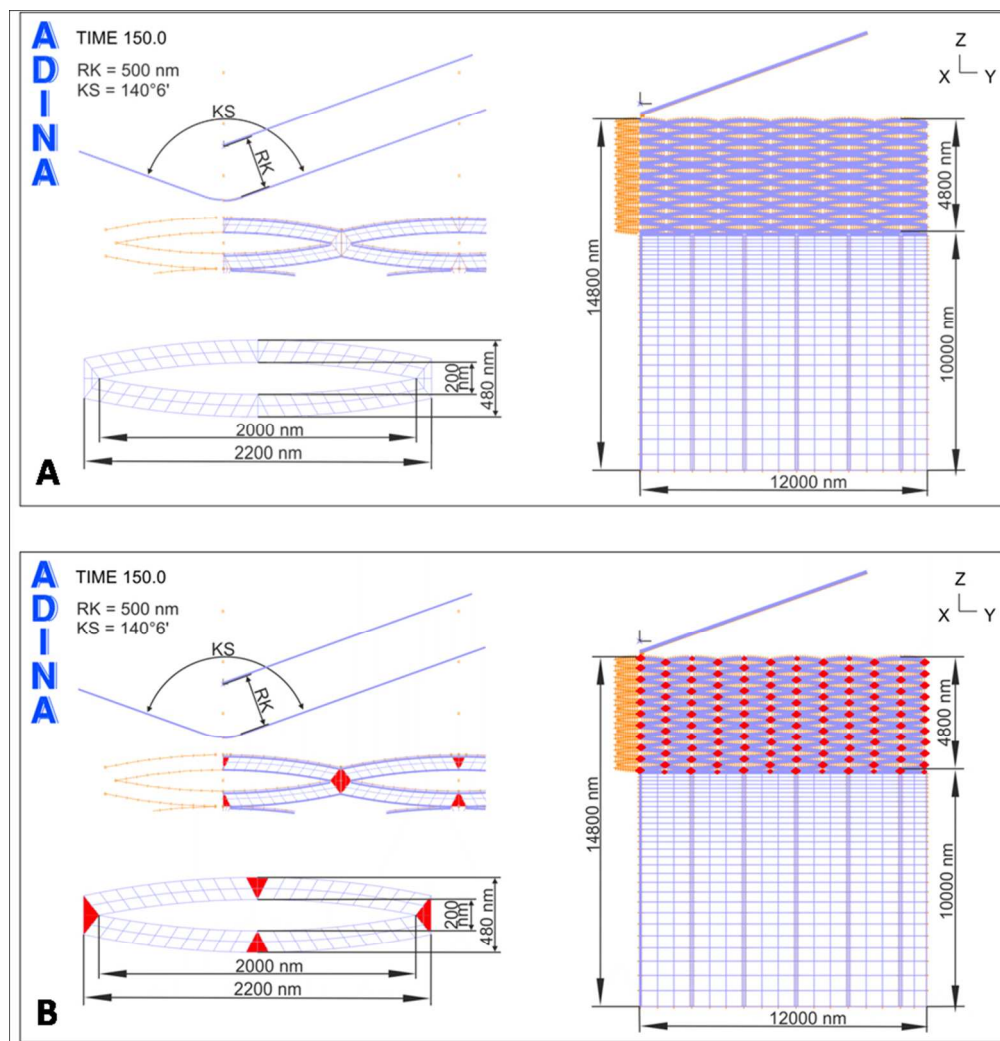 ADINA
TIME 150.0
RK = 500 nm
KS = 140°6'
KS
RK
200 nm
480 nm
2000 nm
2200 nm
A
Z
X
Y
14800 nm
4800 nm
10000 nm
12000 nm
ADINA
TIME 150.0
RK = 500 nm
KS = 140°6'
KS
RK
200 nm
480 nm
2000 nm
2200 nm
B
Z
X
Y
14800 nm
4800 nm
10000 nm
12000 nm